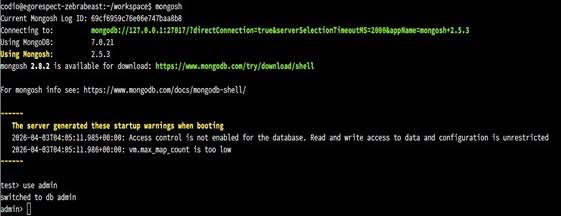 codio@egorespect-zebrabeast:~/workspace$ mongosh
Current Mongosh Log ID: 69cf6959c76e06e747baa8b8
Connecting to: mongodb://127.0.0.1:27017/?directConnection=true&serverSelectionTimeoutMS=2000&appName=mongosh+2.5.3
Using MongoDB: 7.0.21
Using Mongosh: 2.5.3
mongosh 2.8.2 is available for download: https://www.mongodb.com/try/download/shell
For mongosh info see: https://www.mongodb.com/docs/mongodb-shell/
------
The server generated these startup warnings when booting
2026-04-03T04:05:11.985+00:00: Access control is not enabled for the database. Read and write access to data and configuration is unrestricted
2026-04-03T04:05:11.986+00:00: vm.max_map_count is too low
------
test> use admin
switched to db admin
admin>